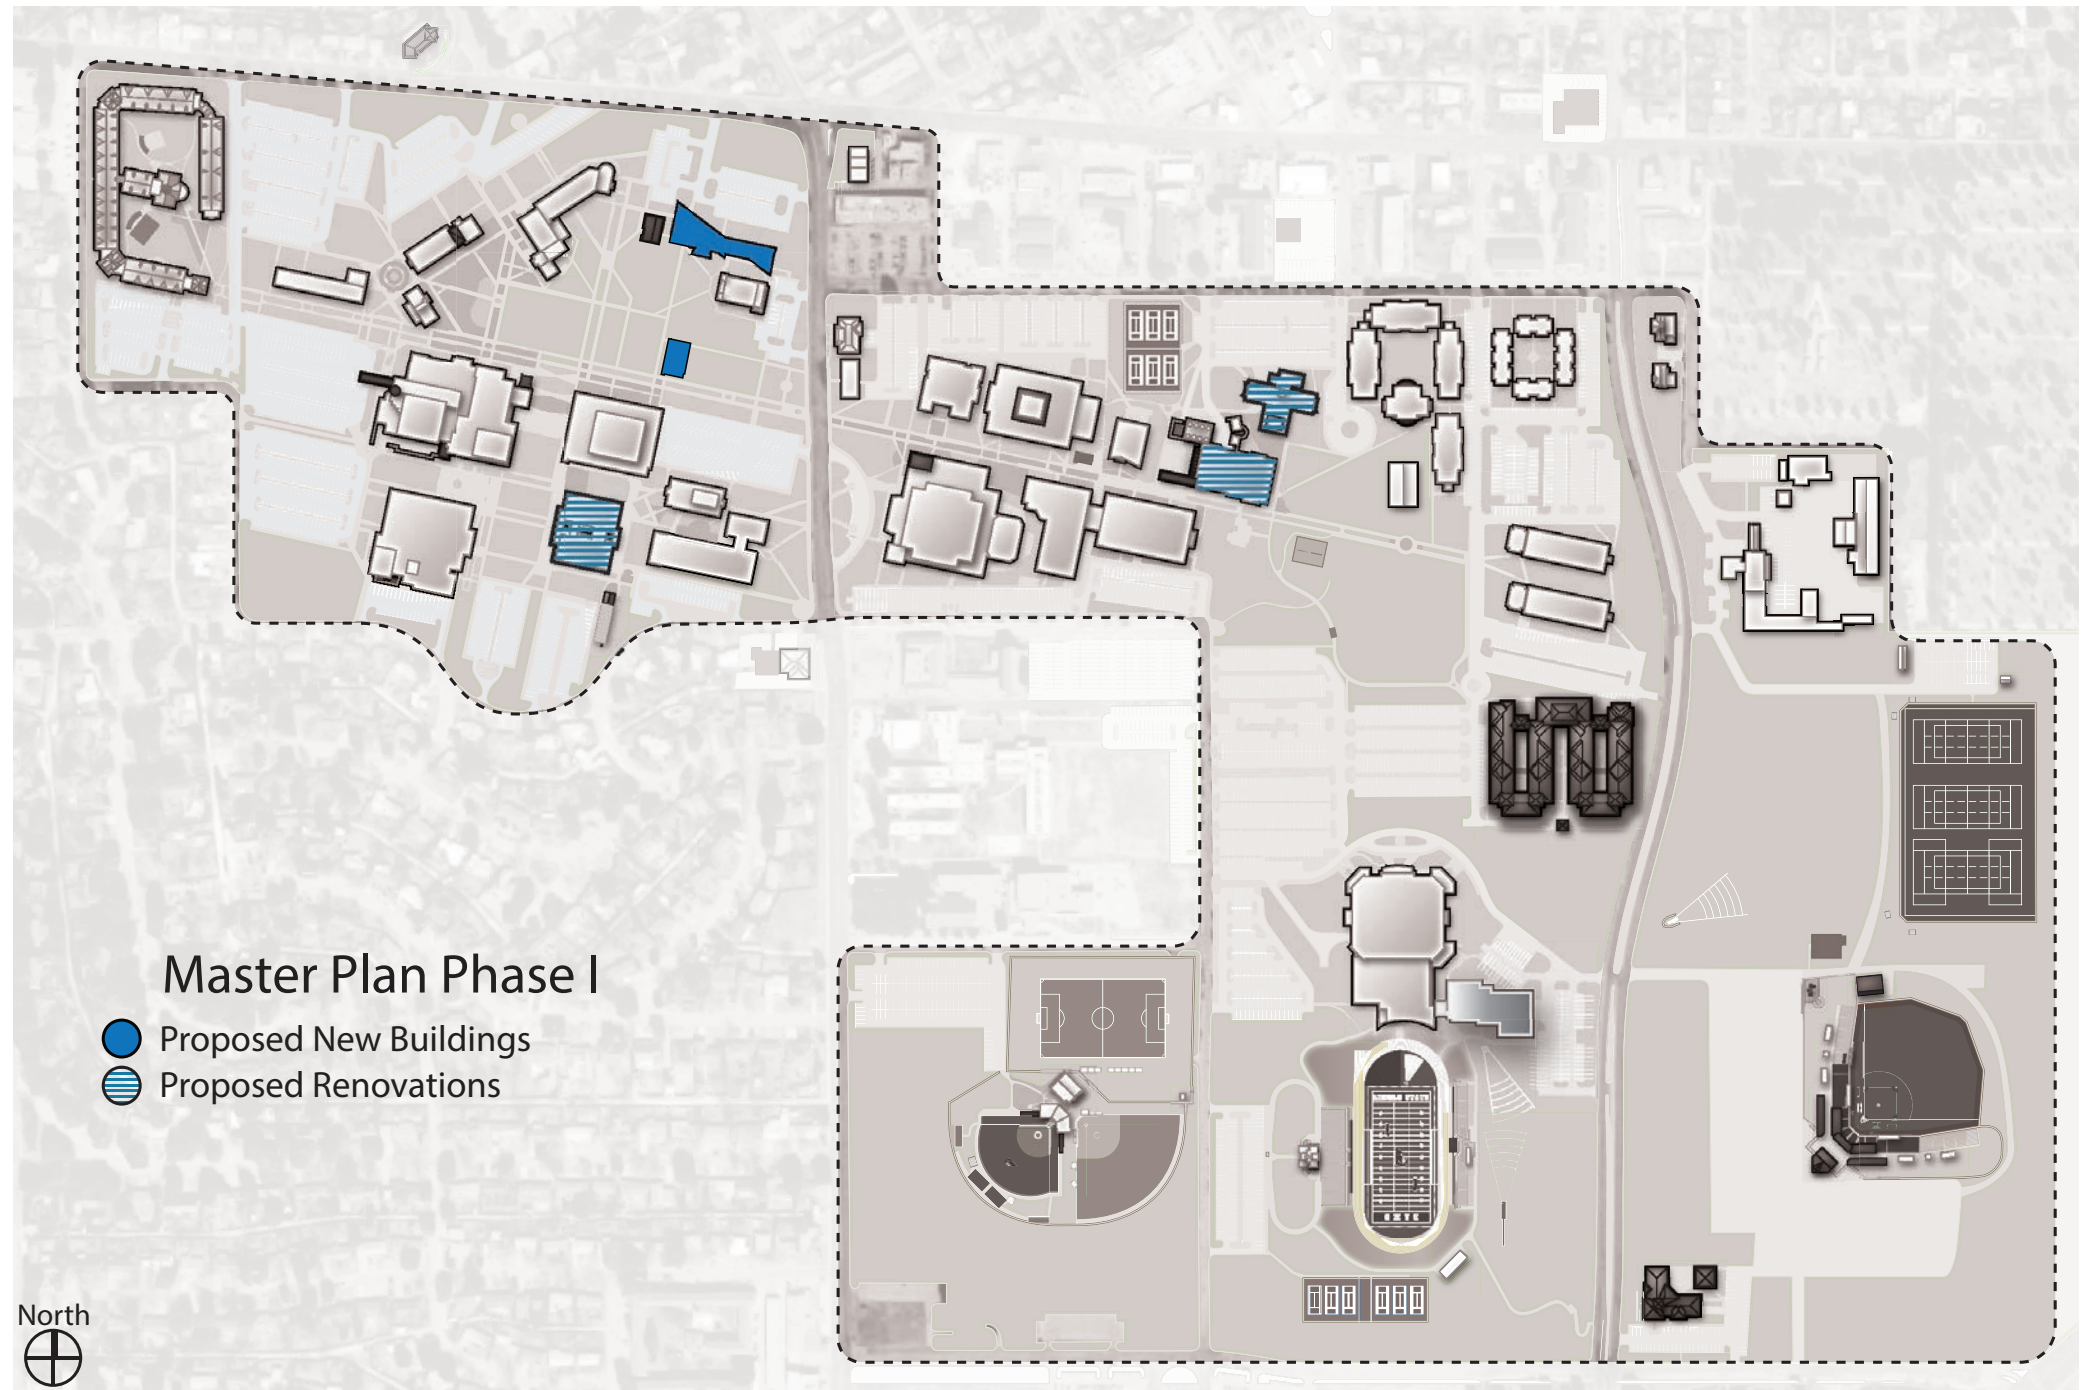 Master Plan Phase I
Proposed New Buildings
Proposed Renovations
North